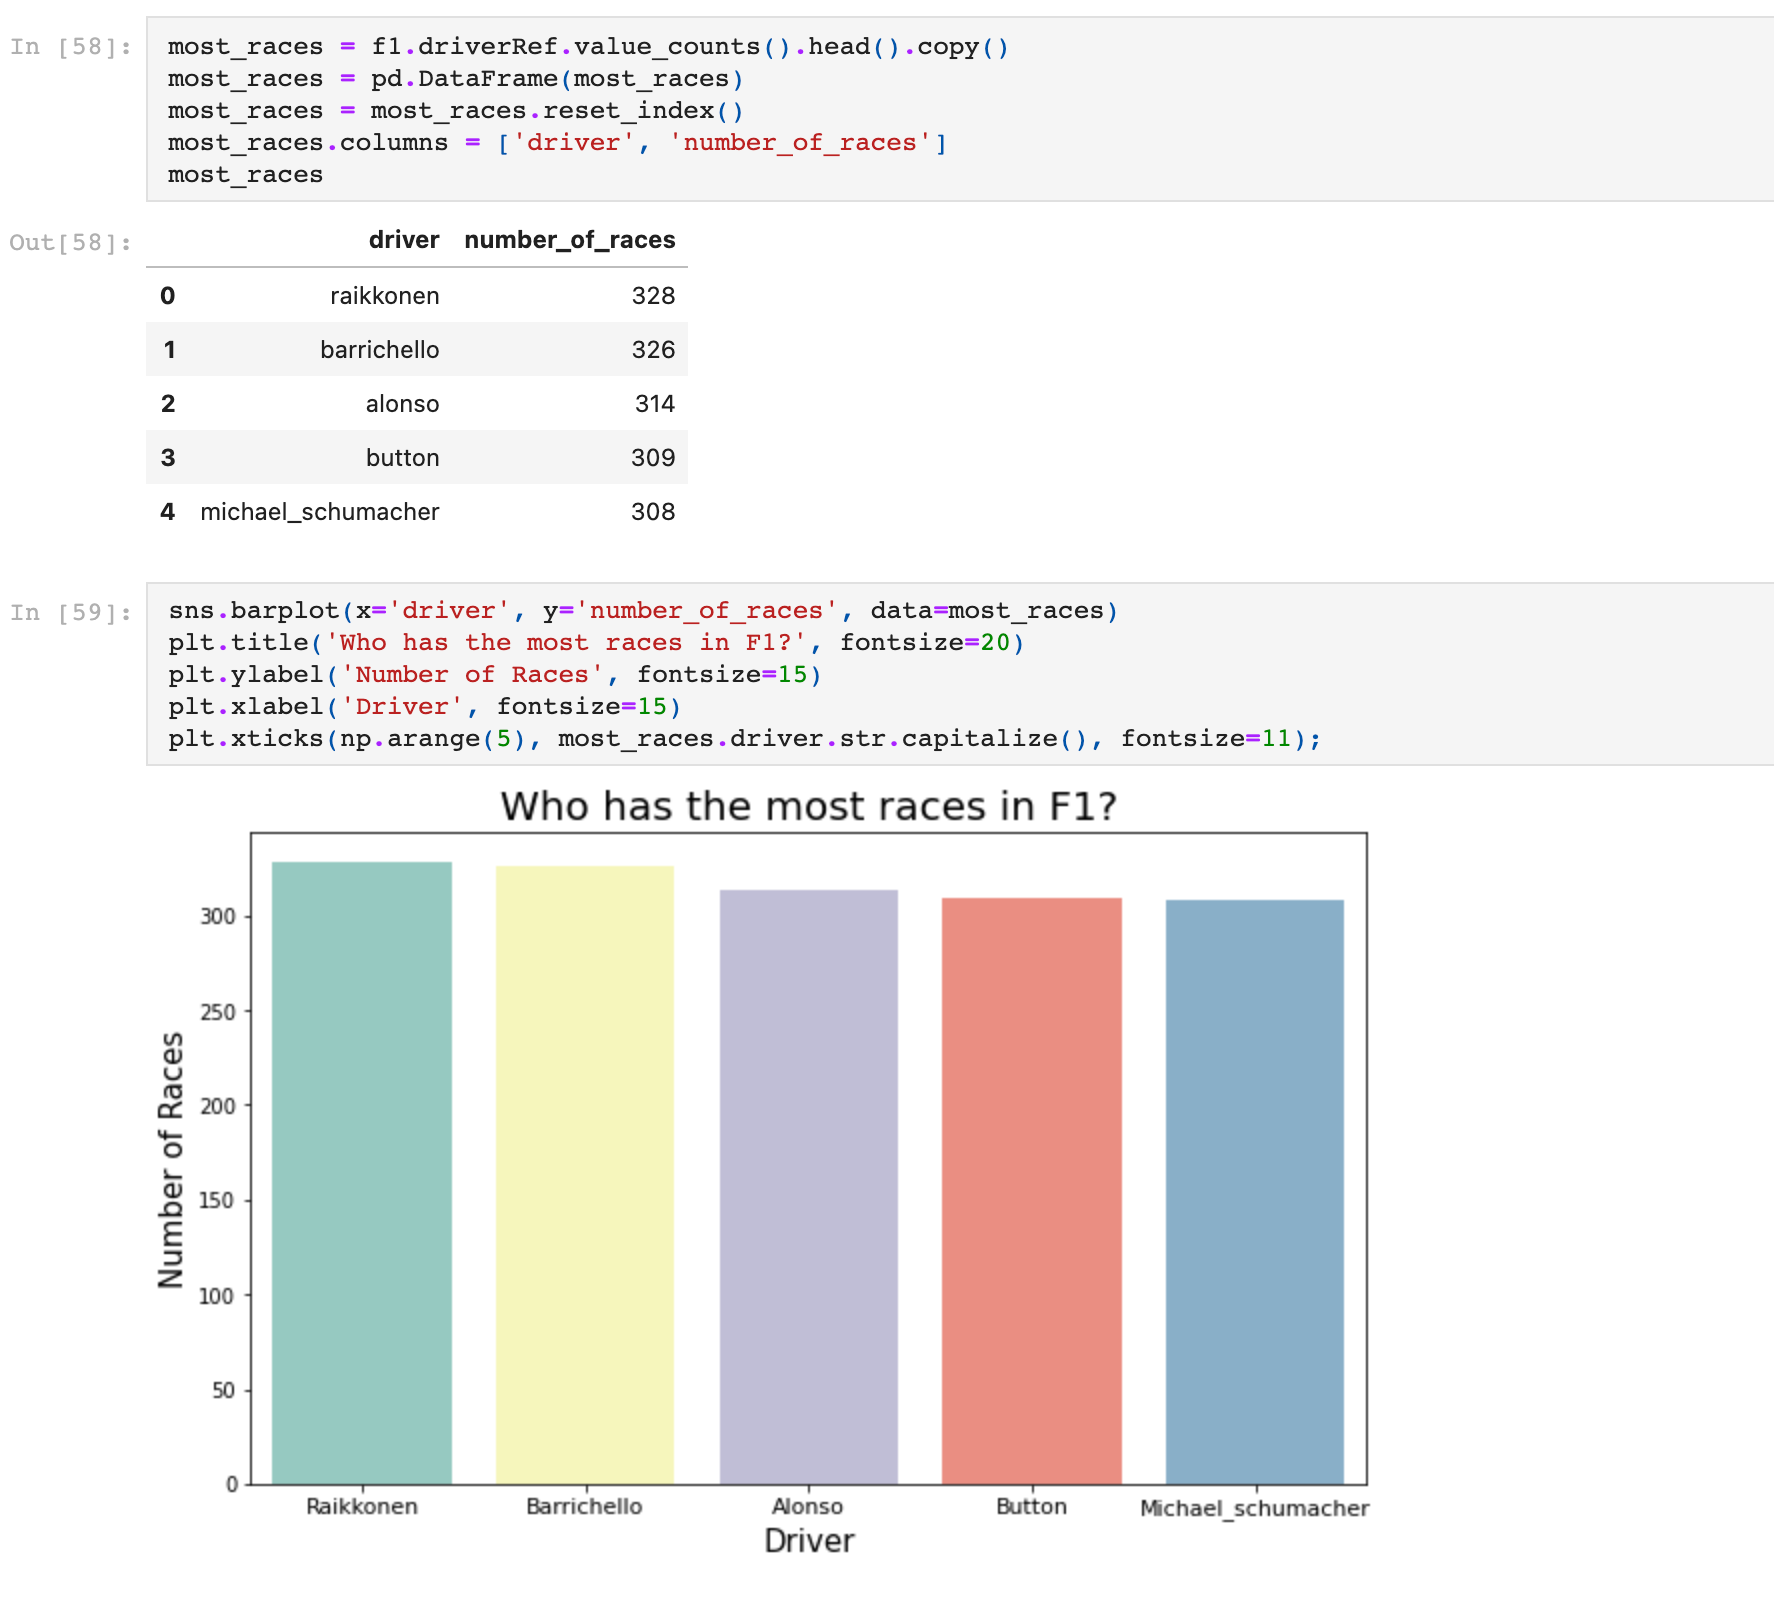 In [58]:
most_races = f1.driverRef.value_counts().head().copy()
most_races = pd.DataFrame(most_races)
most_races = most_races.reset_index()
most_races.columns = ['driver', 'number_of_races']
most_races
Out[58]:
driver number_of_races
0 raikkonen 328
1 barrichello 326
2 alonso 314
3 button 309
4 michael_schumacher 308
In [59]:
sns.barplot(x='driver', y='number_of_races', data=most_races)
plt.title('Who has the most races in F1?', fontsize=20)
plt.ylabel('Number of Races', fontsize=15)
plt.xlabel('Driver', fontsize=15)
plt.xticks(np.arange(5), most_races.driver.str.capitalize(), fontsize=11);
Who has the most races in F1?
Number of Races
300
250
200
150
100
50
0
Raikkonen Barrichello Alonso Button Michael_schumacher
Driver